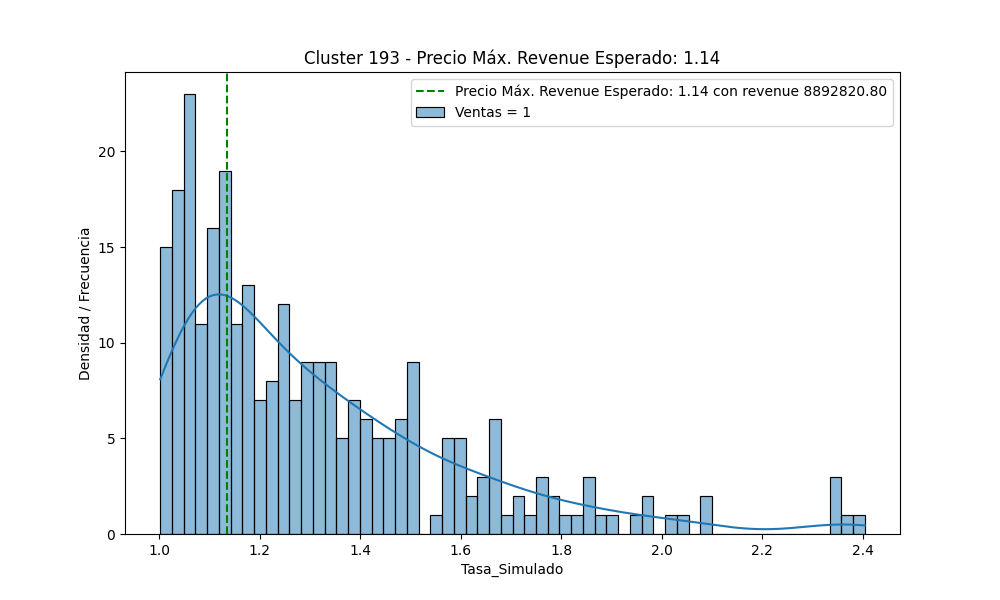 Cluster 193 - Precio Máx. Revenue Esperado: 1.14
Precio Máx. Revenue Esperado: 1.14 con revenue 8892820.80
Ventas = 1
Densidad / Frecuencia
20
15
10
5
0
1.0 1.2 1.4 1.6 1.8 2.0 2.2 2.4
Tasa_Simulado